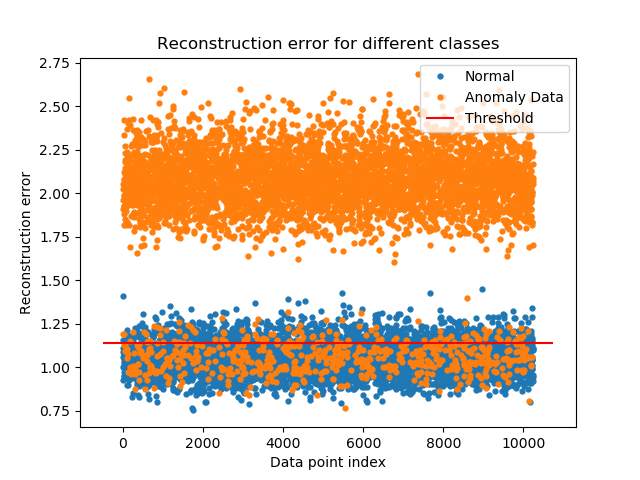 Reconstruction error for different classes
Normal
Anomaly Data
Threshold
2.75
2.50
2.25
2.00
1.75
1.50
1.25
1.00
0.75
Reconstruction error
0 2000 4000 6000 8000 10000
Data point index